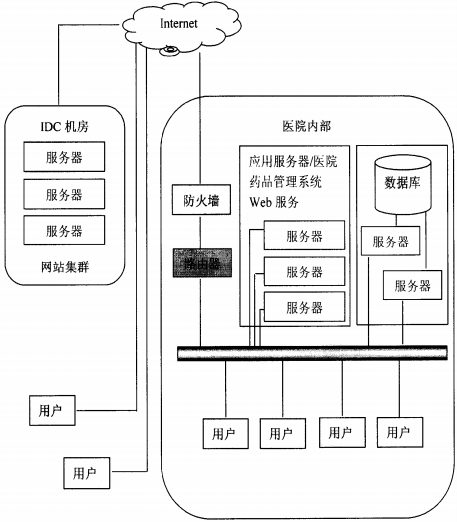 Internet
IDC 机房
服务器
服务器
服务器
网站集群
医院内部
防火墙
路由器
应用服务器/医院
药品管理系统
Web 服务
服务器
服务器
服务器
数据库
服务器
服务器
用户
用户
用户
用户
用户
用户